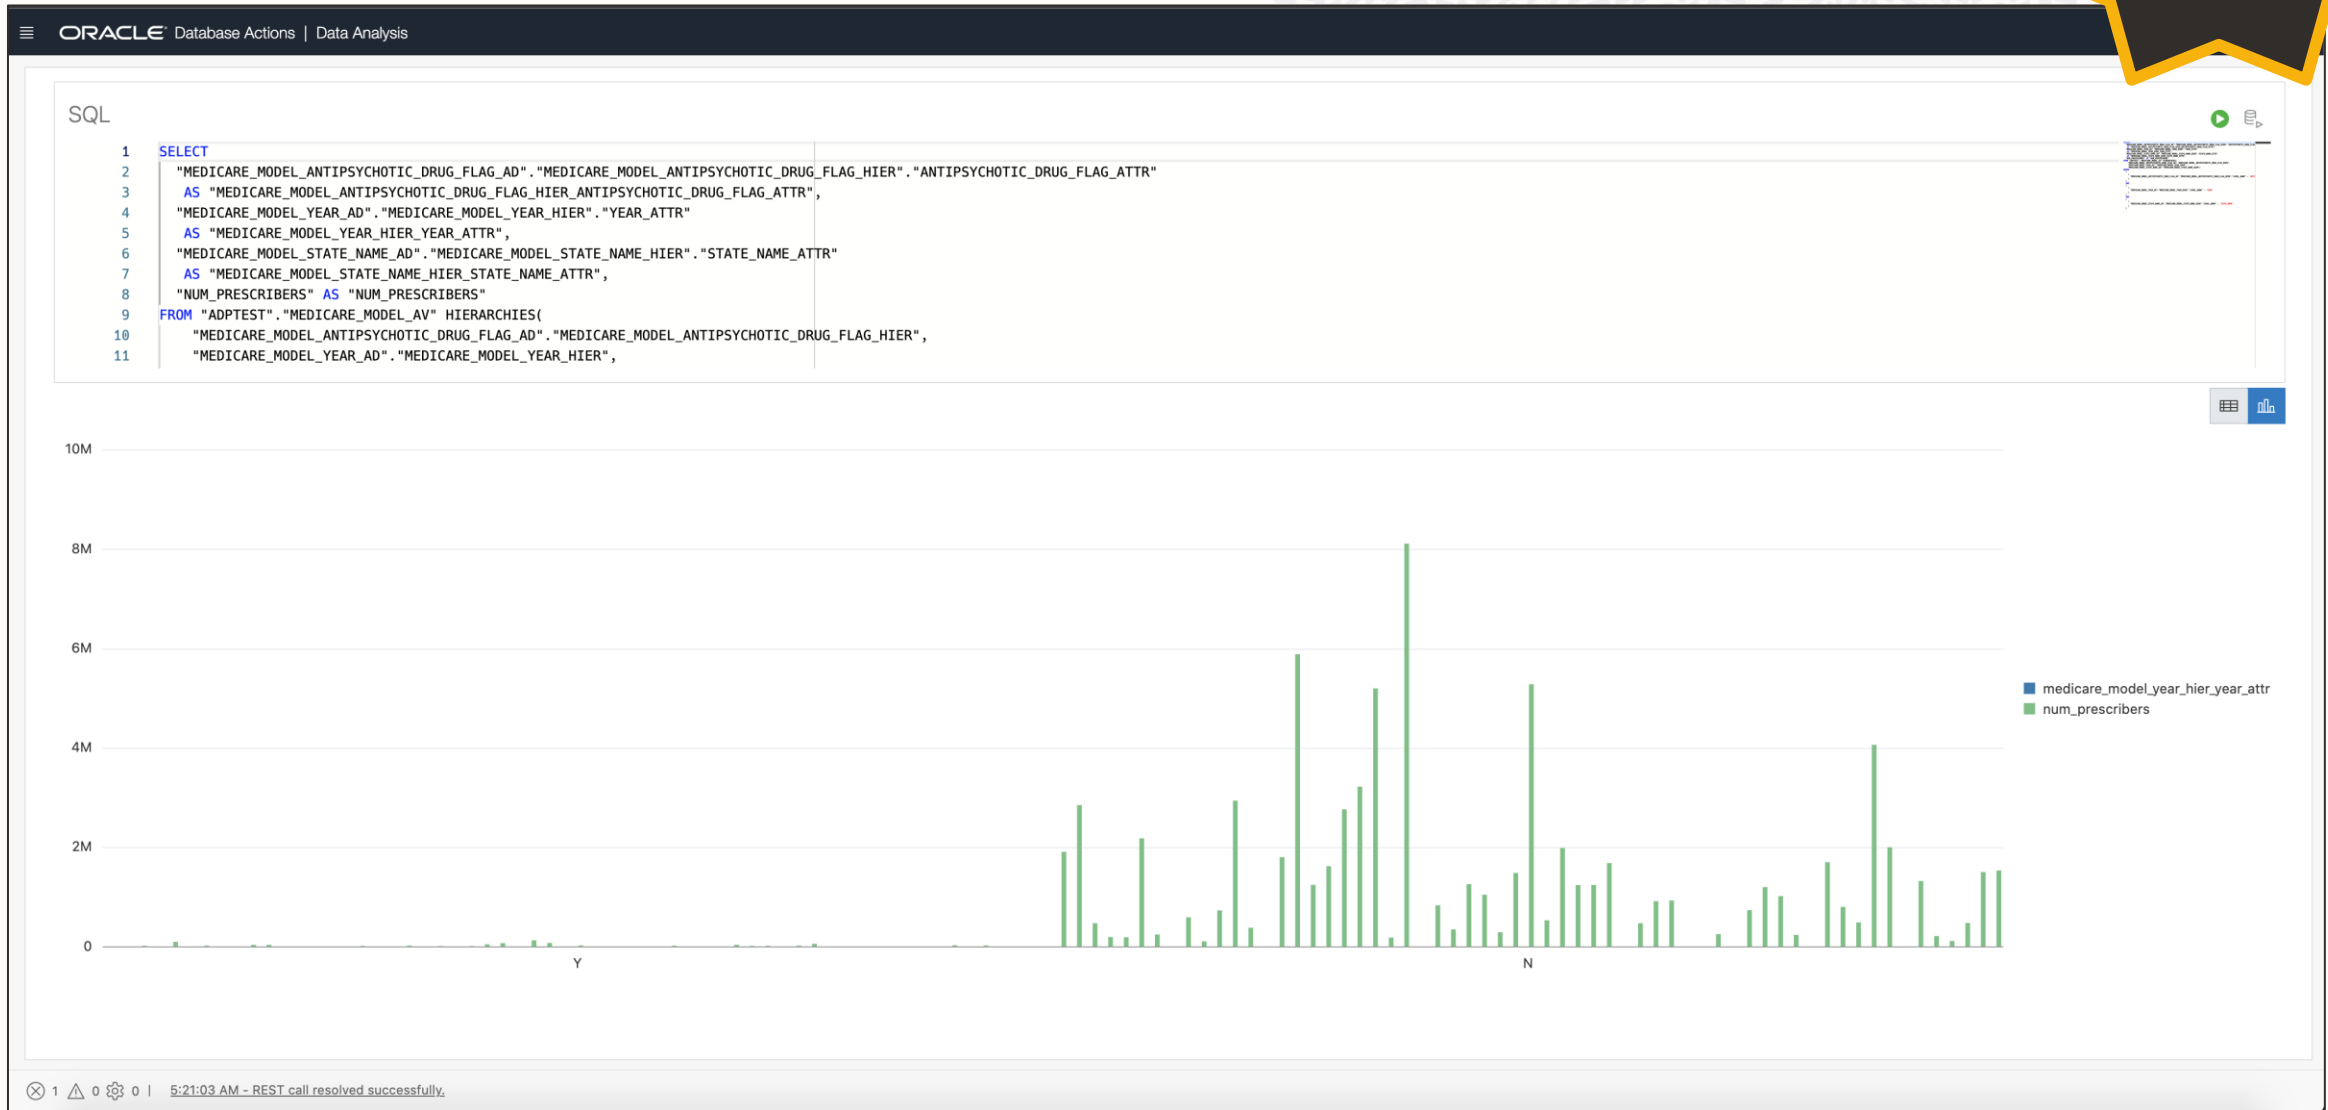 ORACLE Database Actions | Data Analysis
SQL
1 SELECT
2 "MEDICARE_MODEL_ANTIPSYCHOTIC_DRUG_FLAG_AD"."MEDICARE_MODEL_ANTIPSYCHOTIC_DRUG_FLAG_HIER"."ANTIPSYCHOTIC_DRUG_FLAG_ATTR"
3 AS "MEDICARE_MODEL_ANTIPSYCHOTIC_DRUG_FLAG_HIER_ANTIPSYCHOTIC_DRUG_FLAG_ATTR",
4 "MEDICARE_MODEL_YEAR_AD"."MEDICARE_MODEL_YEAR_HIER"."YEAR_ATTR"
5 AS "MEDICARE_MODEL_YEAR_HIER_YEAR_ATTR",
6 "MEDICARE_MODEL_STATE_NAME_AD"."MEDICARE_MODEL_STATE_NAME_HIER"."STATE_NAME_ATTR"
7 AS "MEDICARE_MODEL_STATE_NAME_HIER_STATE_NAME_ATTR",
8 "NUM_PRESCRIBERS" AS "NUM_PRESCRIBERS"
9 FROM "ADPTEST"."MEDICARE_MODEL_AV" HIERARCHIES(
10 "MEDICARE_MODEL_ANTIPSYCHOTIC_DRUG_FLAG_AD"."MEDICARE_MODEL_ANTIPSYCHOTIC_DRUG_FLAG_HIER",
11 "MEDICARE_MODEL_YEAR_AD"."MEDICARE_MODEL_YEAR_HIER",
10M
8M
6M
4M
2M
0
Y
N
medicare_model_year_hier_year_attr
num_prescribers
1 0 0 | 5:21:03 AM - REST call resolved successfully.